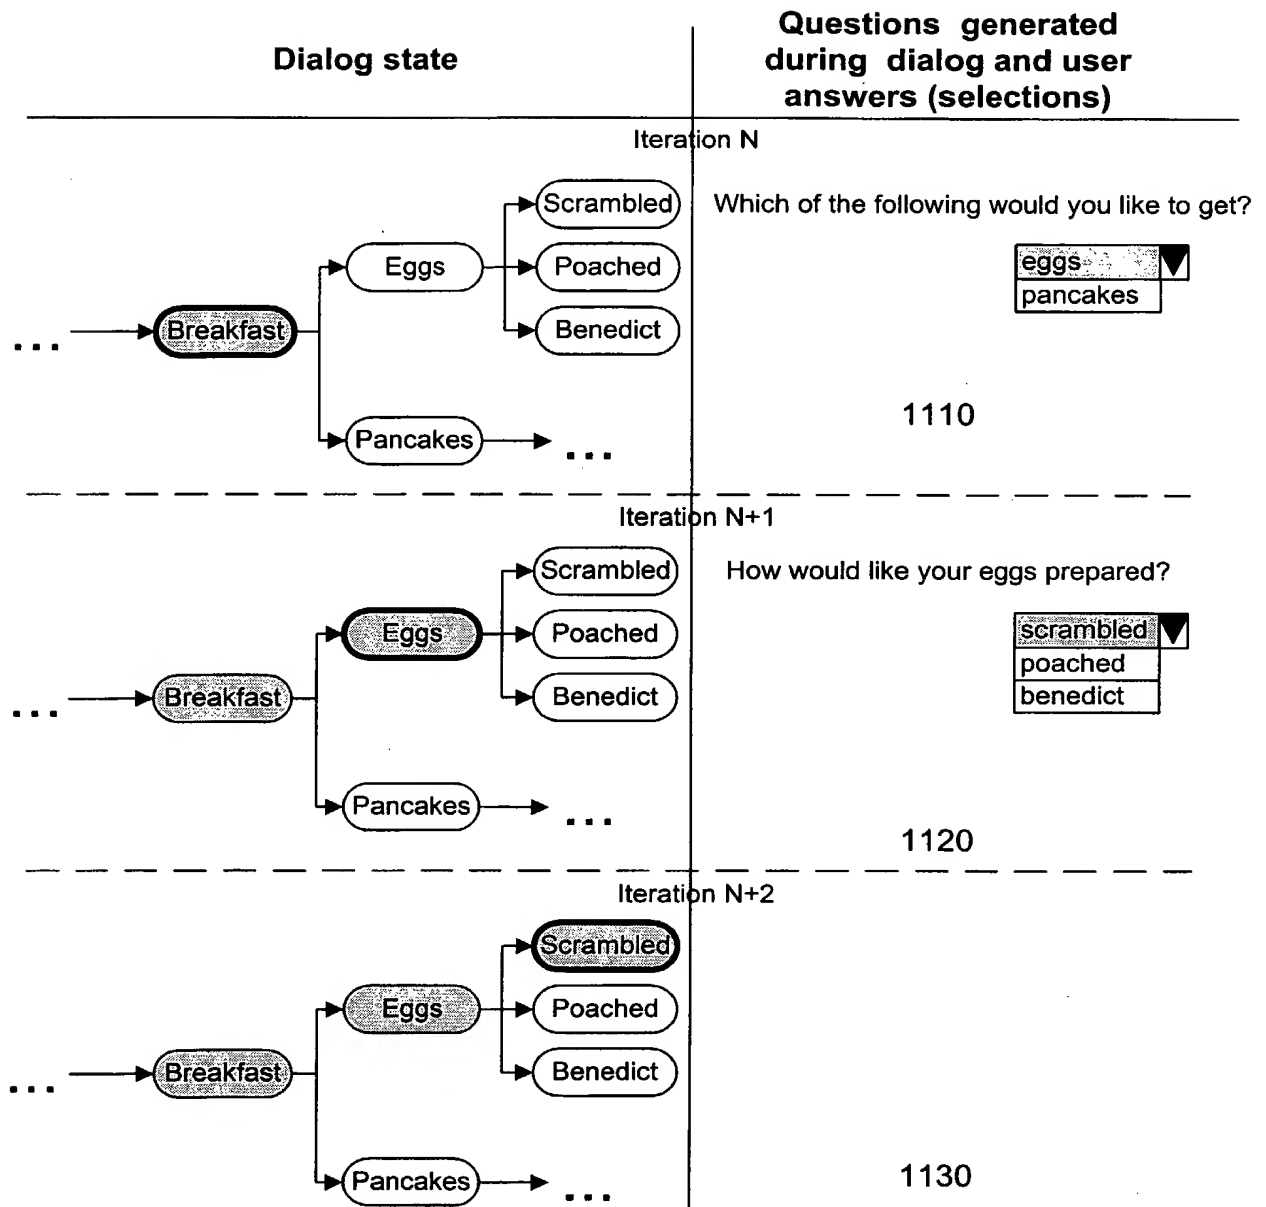 Dialog state
Questions generated
during dialog and user
answers (selections)
Iteration N
Scrambled
Which of the following would you like to get?
Eggs
Poached
eggs
pancakes
Breakfast
Benedict
...
1110
Pancakes
...
Iteration N+1
Scrambled
How would like your eggs prepared?
Eggs
Poached
scrambled
poached
benedict
Breakfast
Benedict
...
Pancakes
...
1120
Iteration N+2
Scrambled
Eggs
Poached
Breakfast
Benedict
...
Pancakes
...
1130